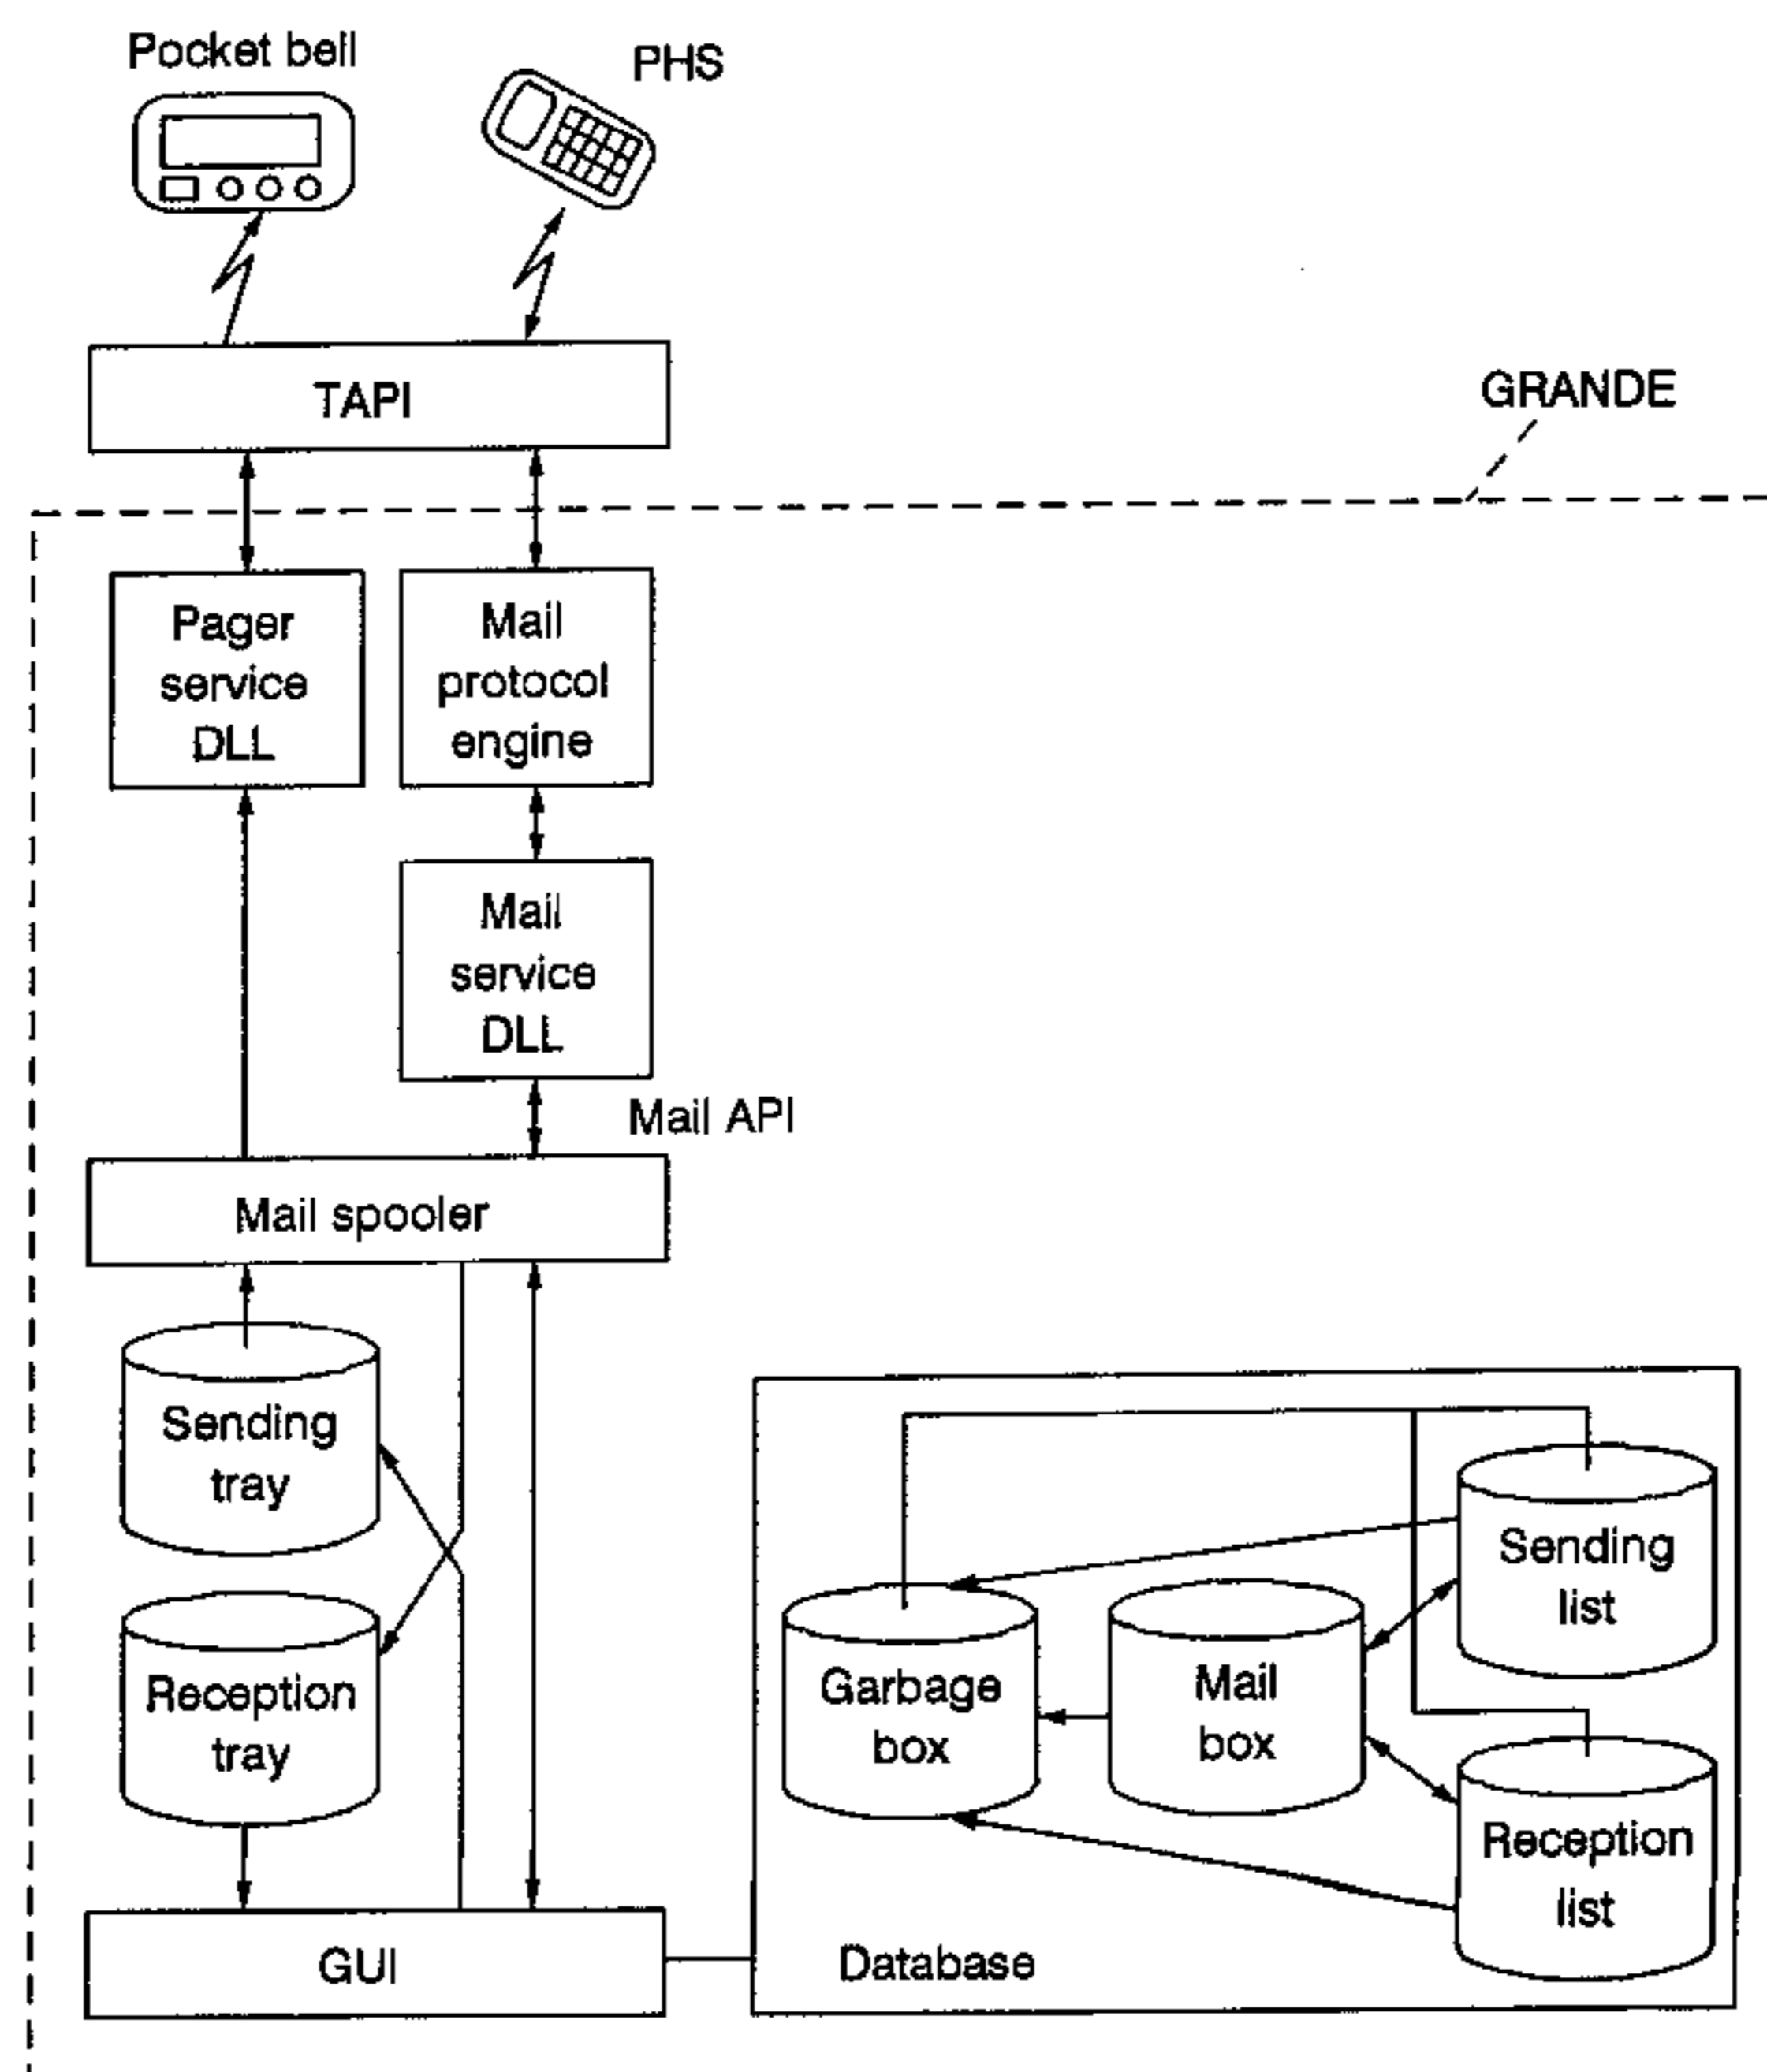 Pocket bell
PHS
TAPI
GRANDE
Pager
service
DLL
Mail
protocol
engine
Mail
service
DLL
Mail API
Mail spooler
Sending
tray
Reception
tray
GUI
Database
Garbage
box
Mail
box
Sending
list
Reception
list